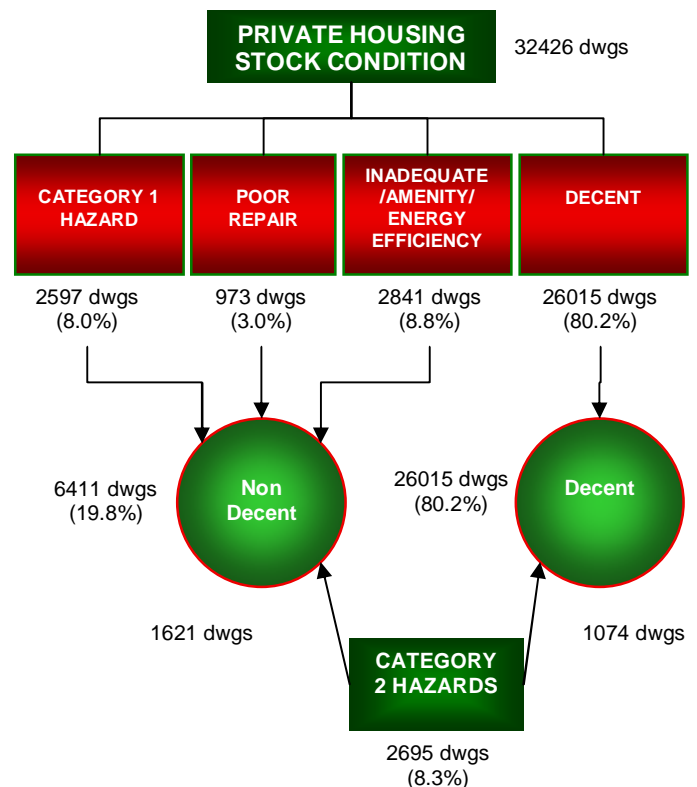 PRIVATE HOUSING
STOCK CONDITION
32426 dwgs
CATEGORY 1
HAZARD
POOR
REPAIR
INADEQUATE
/AMENITY/
ENERGY
EFFICIENCY
DECENT
2597 dwgs
(8.0%)
973 dwgs
(3.0%)
2841 dwgs
(8.8%)
26015 dwgs
(80.2%)
6411 dwgs
(19.8%)
Non
Decent
26015 dwgs
(80.2%)
Decent
1621 dwgs
1074 dwgs
CATEGORY
2 HAZARDS
2695 dwgs
(8.3%)